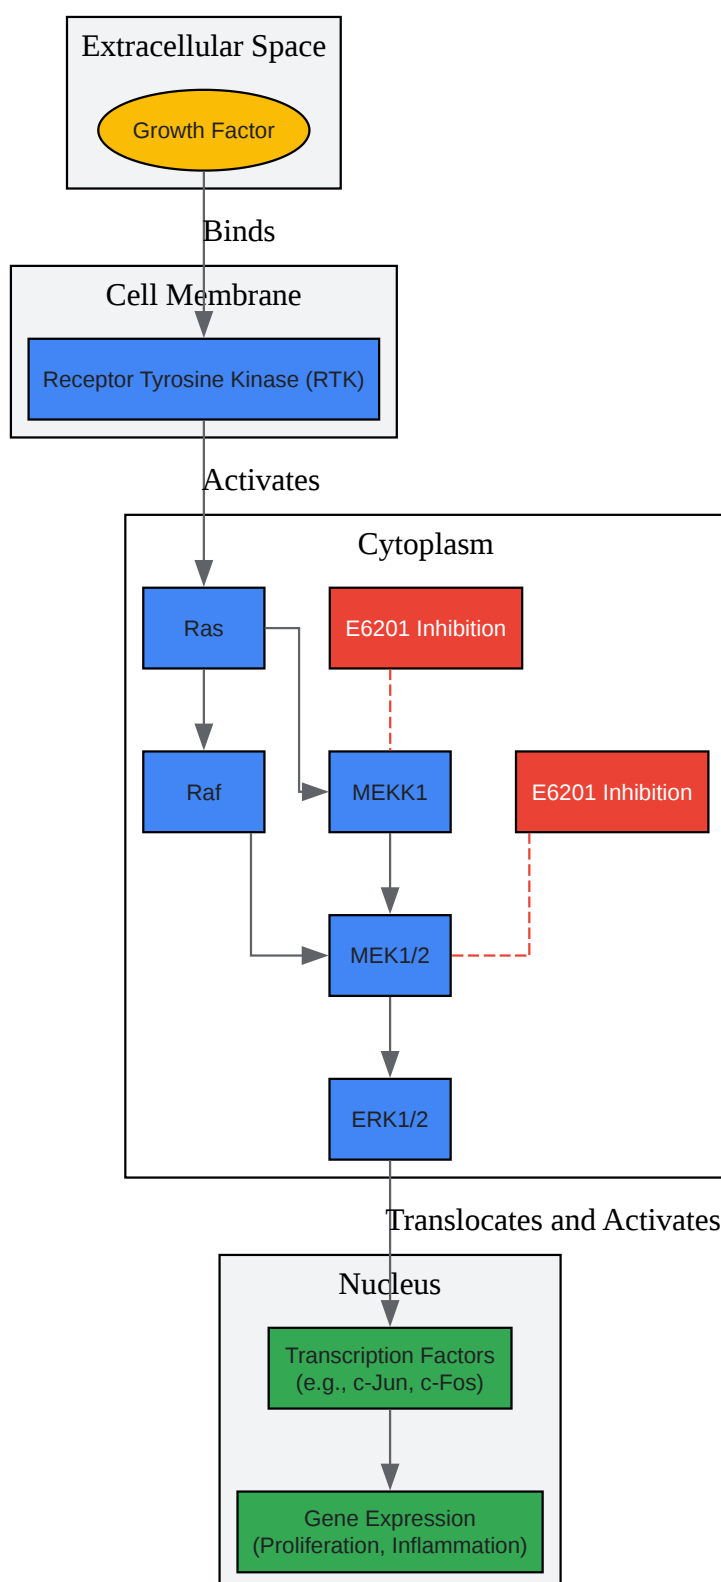 Extracellular Space
Growth Factor
Binds
Cell Membrane
Receptor Tyrosine Kinase (RTK)
Activates
Cytoplasm
Ras
E6201 Inhibition
Raf
MEKK1
E6201 Inhibition
MEK1/2
ERK1/2
Translocates and Activates
Nucleus
Transcription Factors
(e.g., c-Jun, c-Fos)
Gene Expression
(Proliferation, Inflammation)